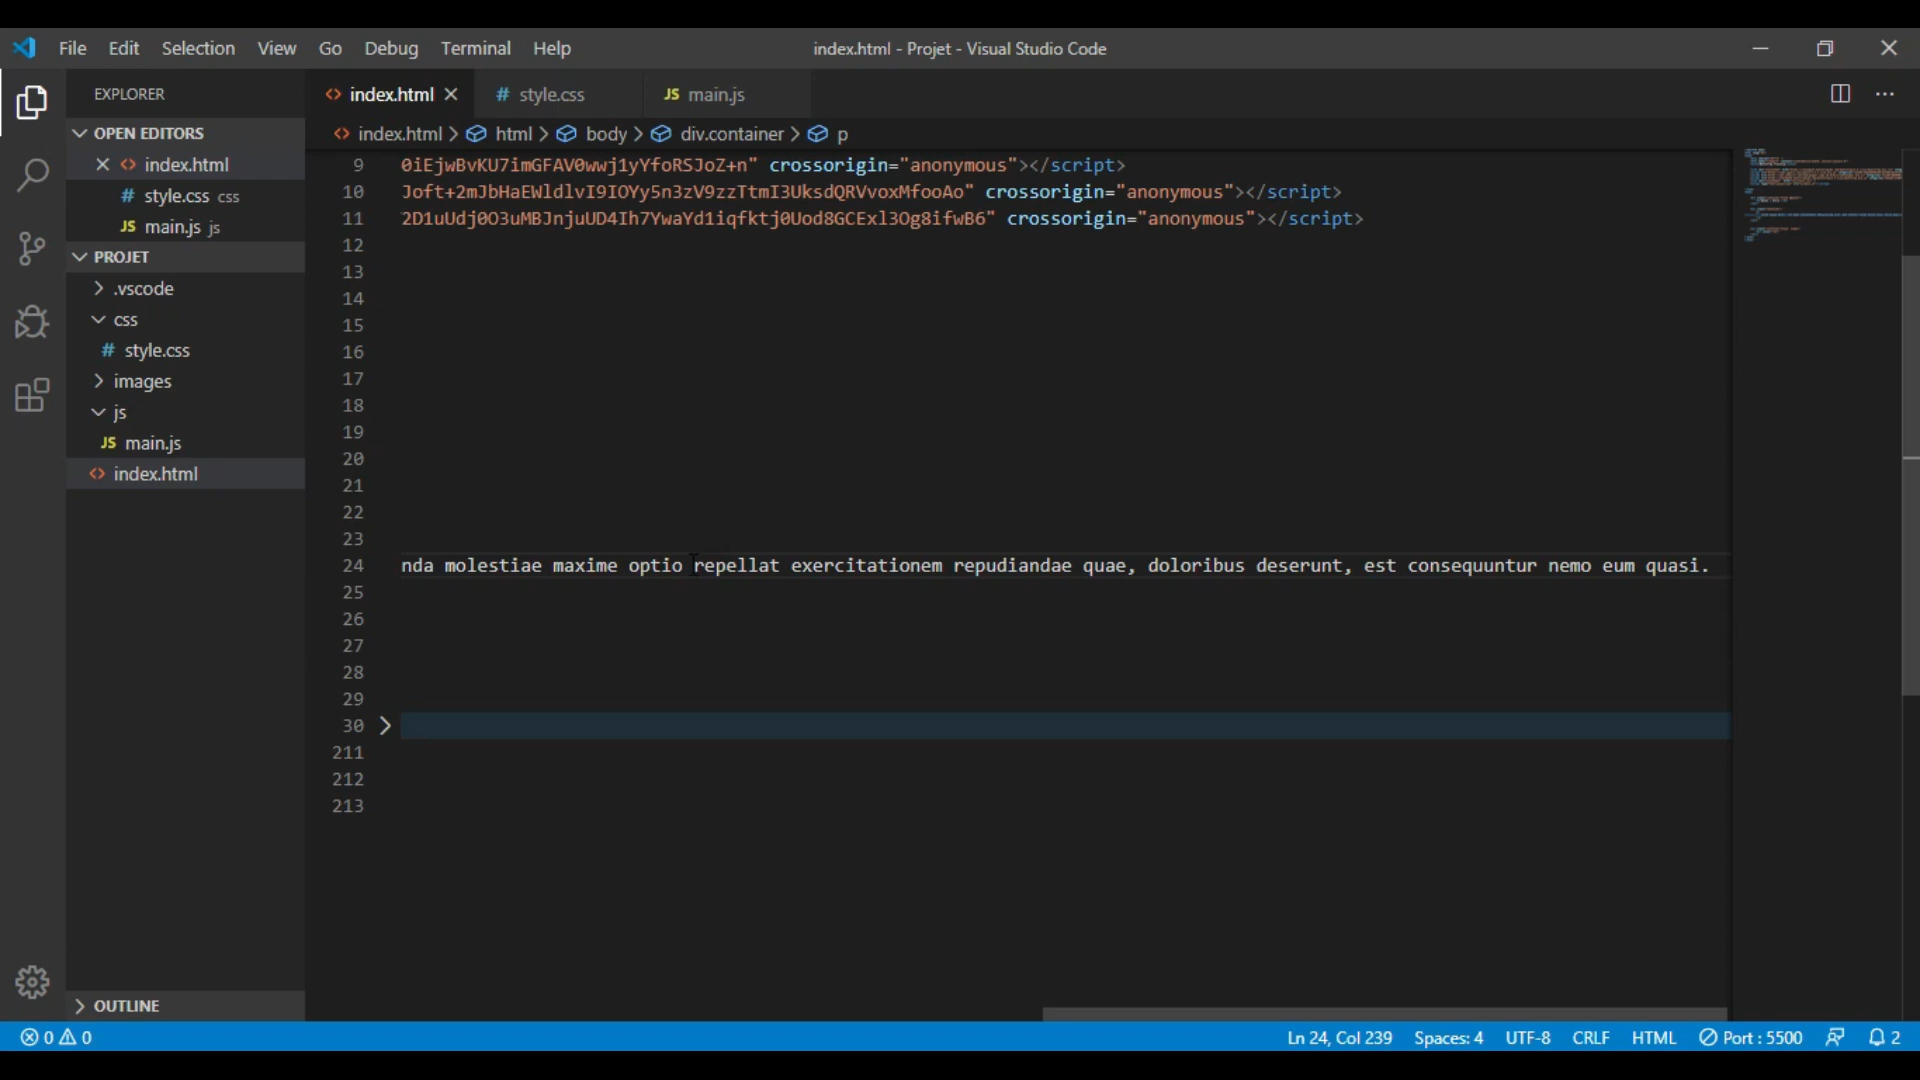 File Edit Selection View Go Debug Terminal Help
index.html - Projet - Visual Studio Code
EXPLORER
OPEN EDITORS
index.html
style.css css
main.js js
PROJET
.vscode
css
style.css
images
js
main.js
index.html
OUTLINE
index.html style.css main.js
index.html > html > body > div.container > p
9 0iEjwBvKU7imGFAV0wwj1yYfoRSJoZ+n" crossorigin="anonymous"></script>
10 Joft+2mJbHaEWldlvI9IOYy5n3zV9zzTtmI3UksdQRVvoxMfooAo" crossorigin="anonymous"></script>
11 2D1uUdj0O3uMBJnjuUD4Ih7YwaYd1iqfktj0Uod8GCExl3Og8ifwB6" crossorigin="anonymous"></script>
12
13
14
15
16
17
18
19
20
21
22
23
24 nda molestiae maxime optio repellat exercitationem repudiandae quae, doloribus deserunt, est consequuntur nemo eum quasi.
25
26
27
28
29
30
211
212
213
0 0 Ln 24, Col 239 Spaces: 4 UTF-8 CRLF HTML Port : 5500 2